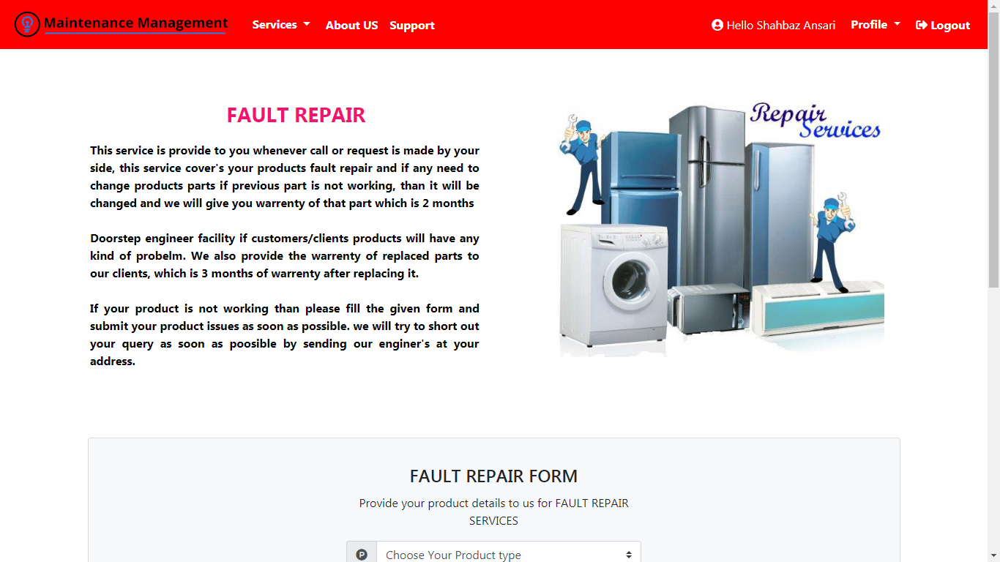 Maintenance Management
Services
About US
Support
Hello Shahbaz Ansari
Profile
Logout
FAULT REPAIR
This service is provide to you whenever call or request is made by your
side, this service cover's your products fault repair and if any need to
change products parts if previous part is not working, than it will be
changed and we will give you warrenty of that part which is 2 months
Doorstep engineer facility if customers/clients products will have any
kind of probelm. We also provide the warrenty of replaced parts to
our clients, which is 3 months of warrenty after replacing it.
If your product is not working than please fill the given form and
submit your product issues as soon as possible. we will try to short out
your query as soon as poosible by sending our enginer's at your
address.
Repair
Services
FAULT REPAIR FORM
Provide your product details to us for FAULT REPAIR
SERVICES
P
Choose Your Product type